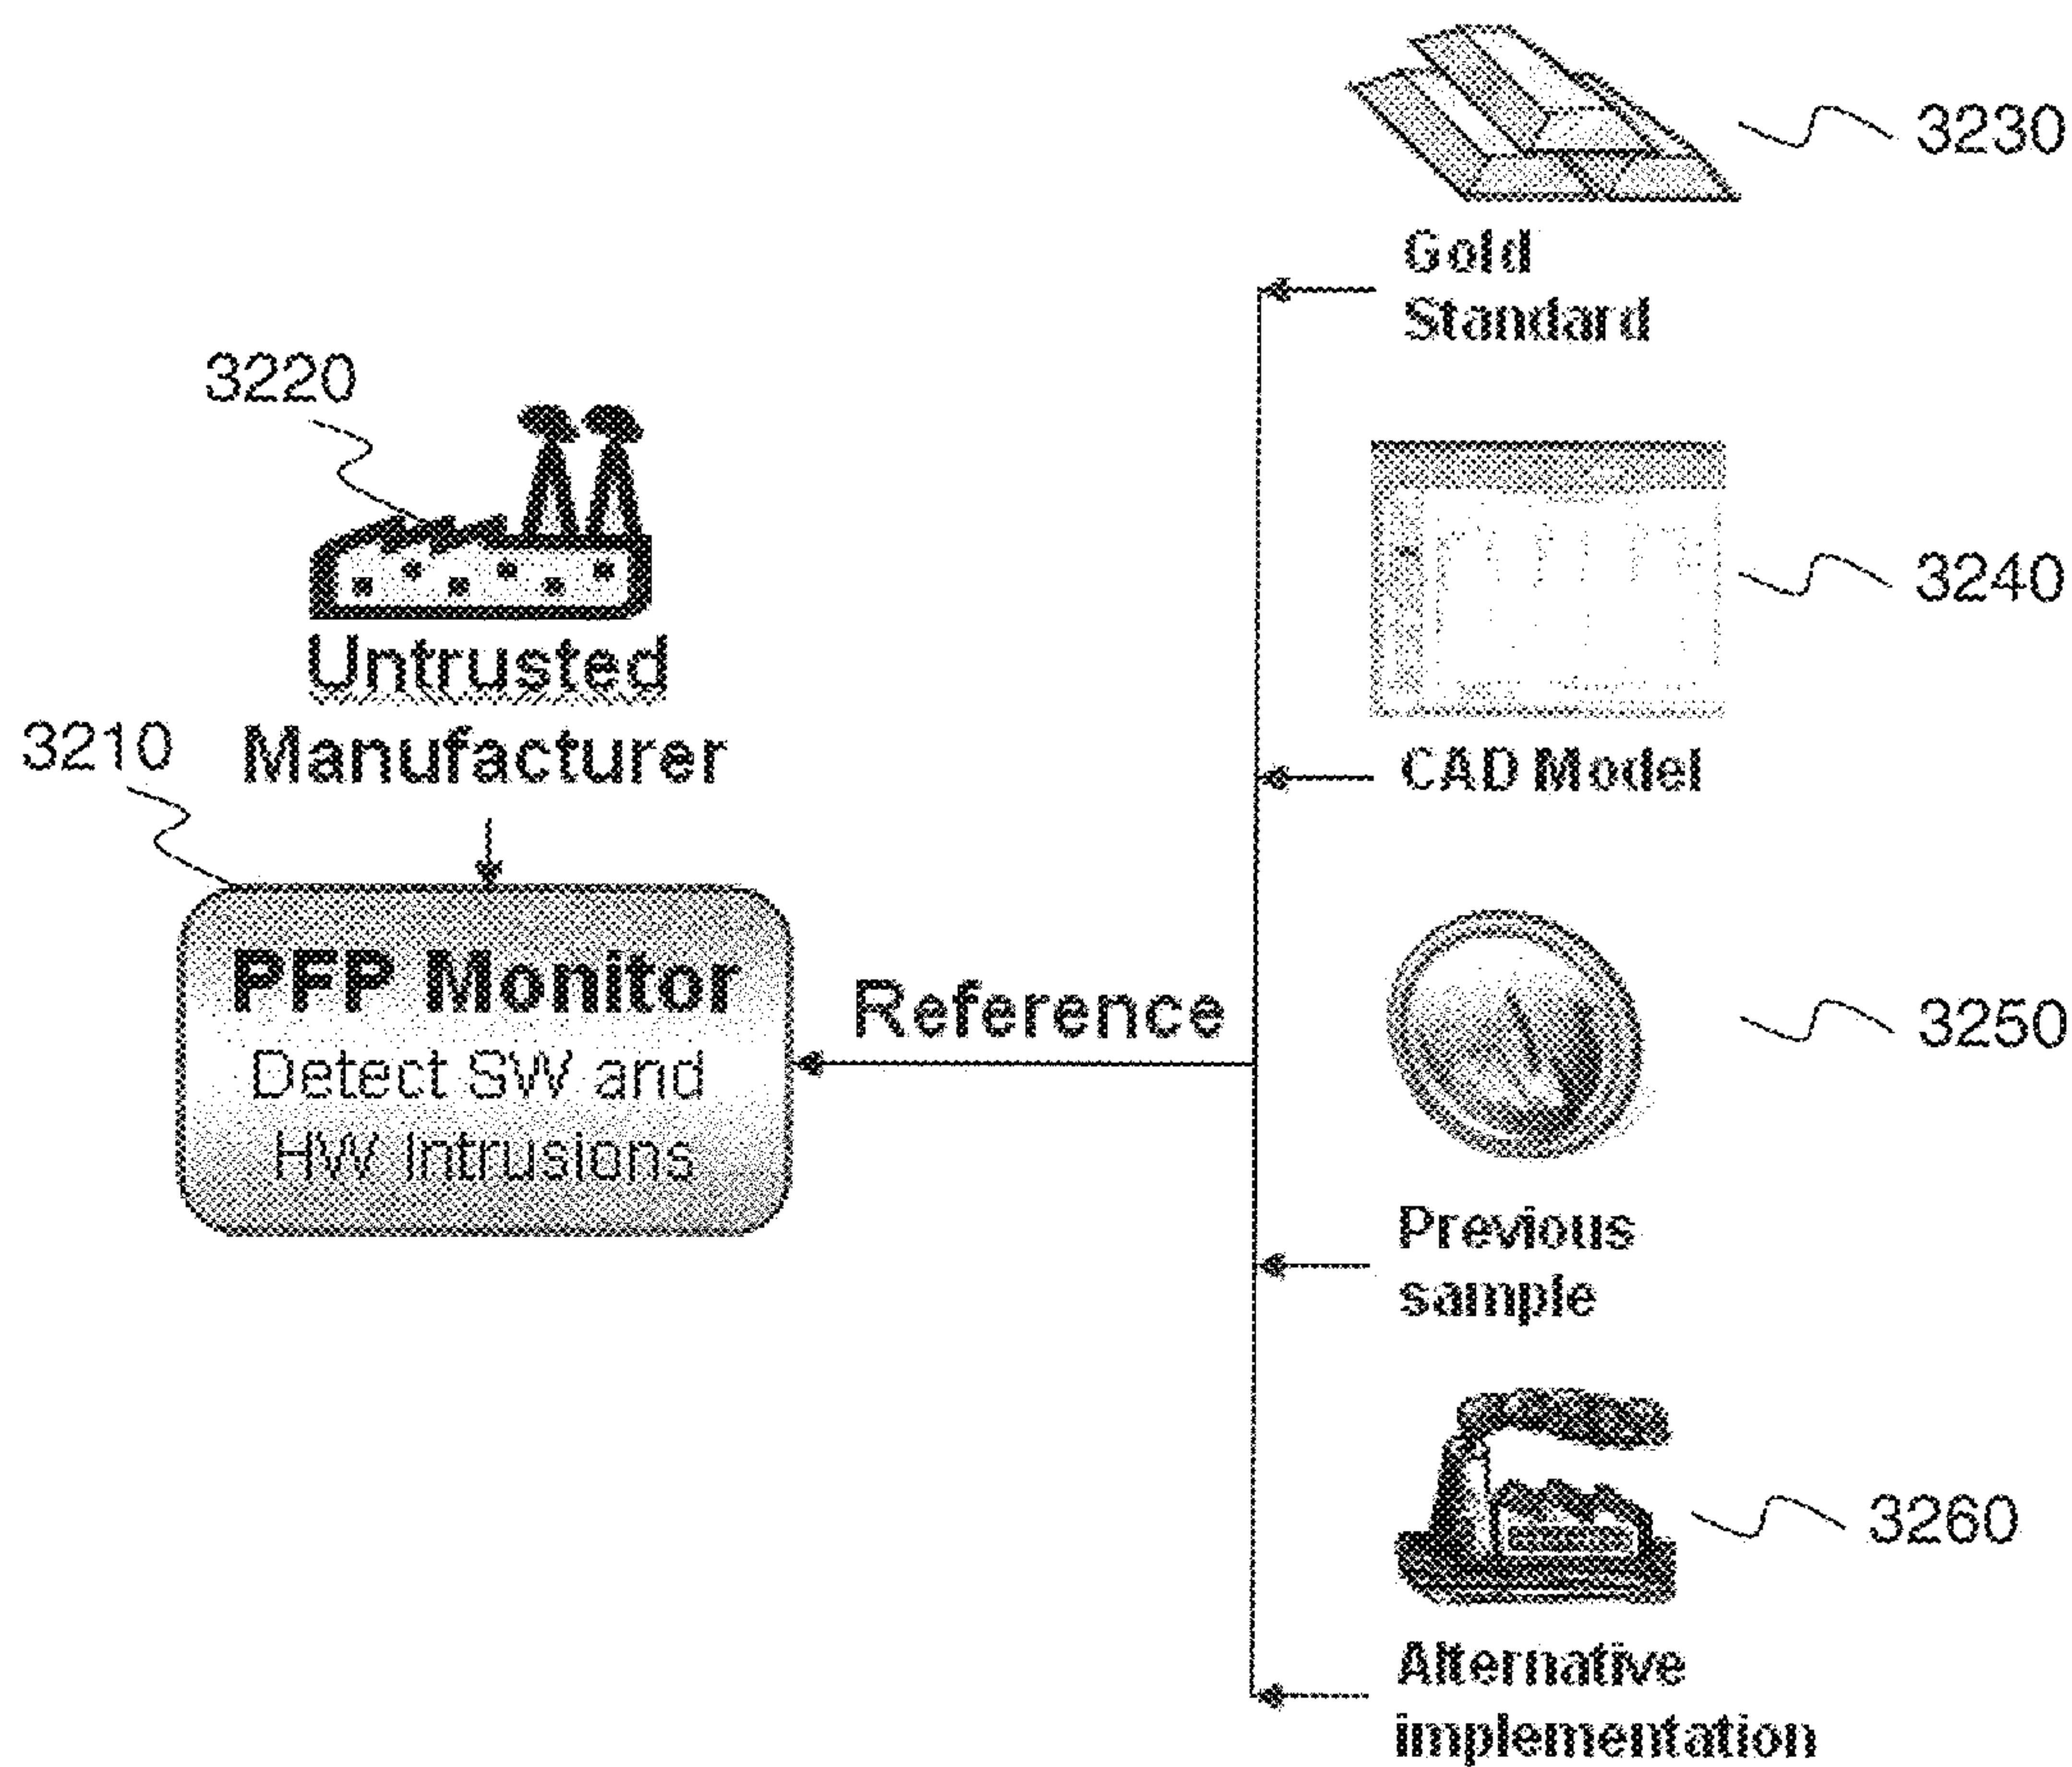 3220
Untrusted
Manufacturer
3210
PFP Monitor
Detect SW and
HW Intrusions
Reference
3230
Gold
Standard
3240
CAD Model
3250
Previous
sample
3260
Alternative
implementation